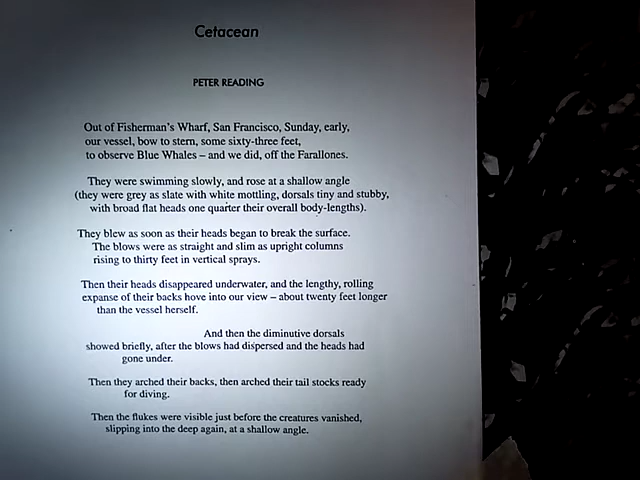 Cetacean
PETER READING
Out of Fisherman's Wharf, San Francisco, Sunday, early,
our vessel, bow to stern, some sixty-three feet,
to observe Blue Whales – and we did, off the Farallones.
They were swimming slowly, and rose at a shallow angle
(they were grey as slate with white mottling, dorsals tiny and stubby,
with broad flat heads one quarter their overall body-lengths).
They blew as soon as their heads began to break the surface.
The blows were as straight and slim as upright columns
rising to thirty feet in vertical sprays.
Then their heads disappeared underwater, and the lengthy, rolling
expanse of their backs hove into our view – about twenty feet longer
than the vessel herself.
And then the diminutive dorsals
showed briefly, after the blows had dispersed and the heads had
gone under.
Then they arched their backs, then arched their tail stocks ready
for diving.
Then the flukes were visible just before the creatures vanished,
slipping into the deep again, at a shallow angle.